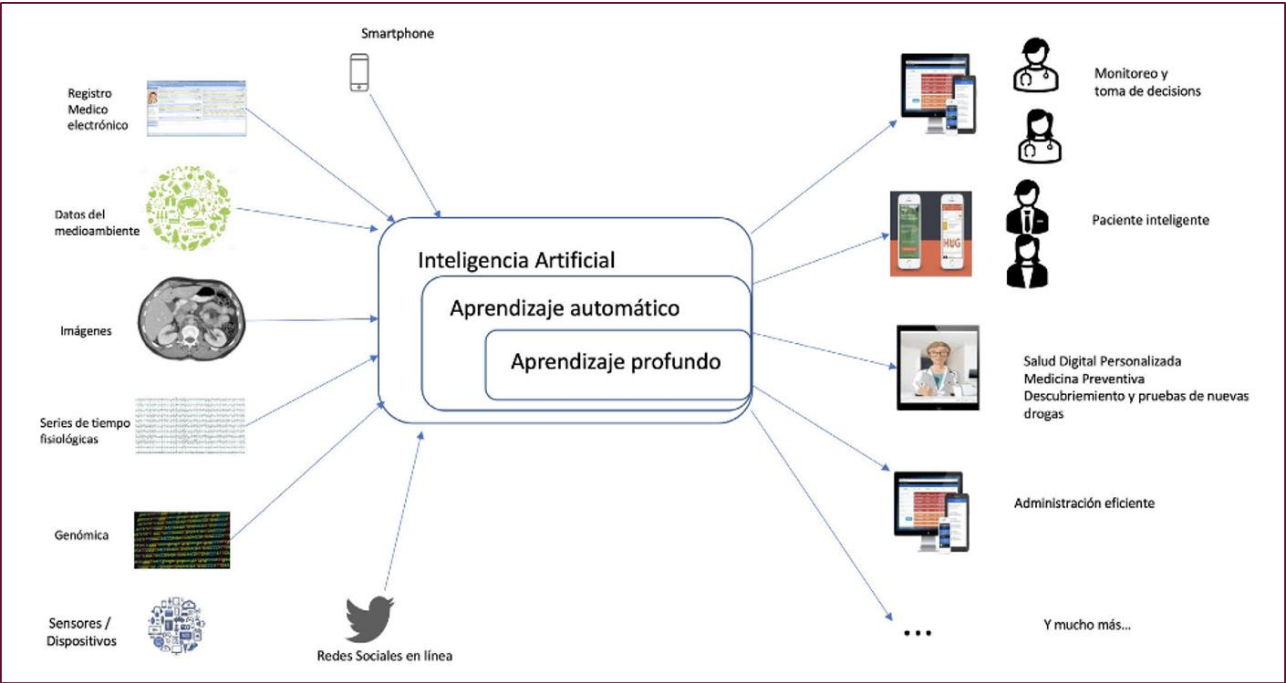 Smartphone
Registro
Medico
electrónico
Datos del
medioambiente
Imágenes
Series de tiempo
fisiológicas
Genómica
Sensores /
Dispositivos
Redes Sociales en línea
Inteligencia Artificial
Aprendizaje automático
Aprendizaje profundo
Monitoreo y
toma de decisions
HUG
Paciente inteligente
Salud Digital Personalizada
Medicina Preventiva
Descubriemiento y pruebas de nuevas
drogas
Administración eficiente
...
Y mucho más...